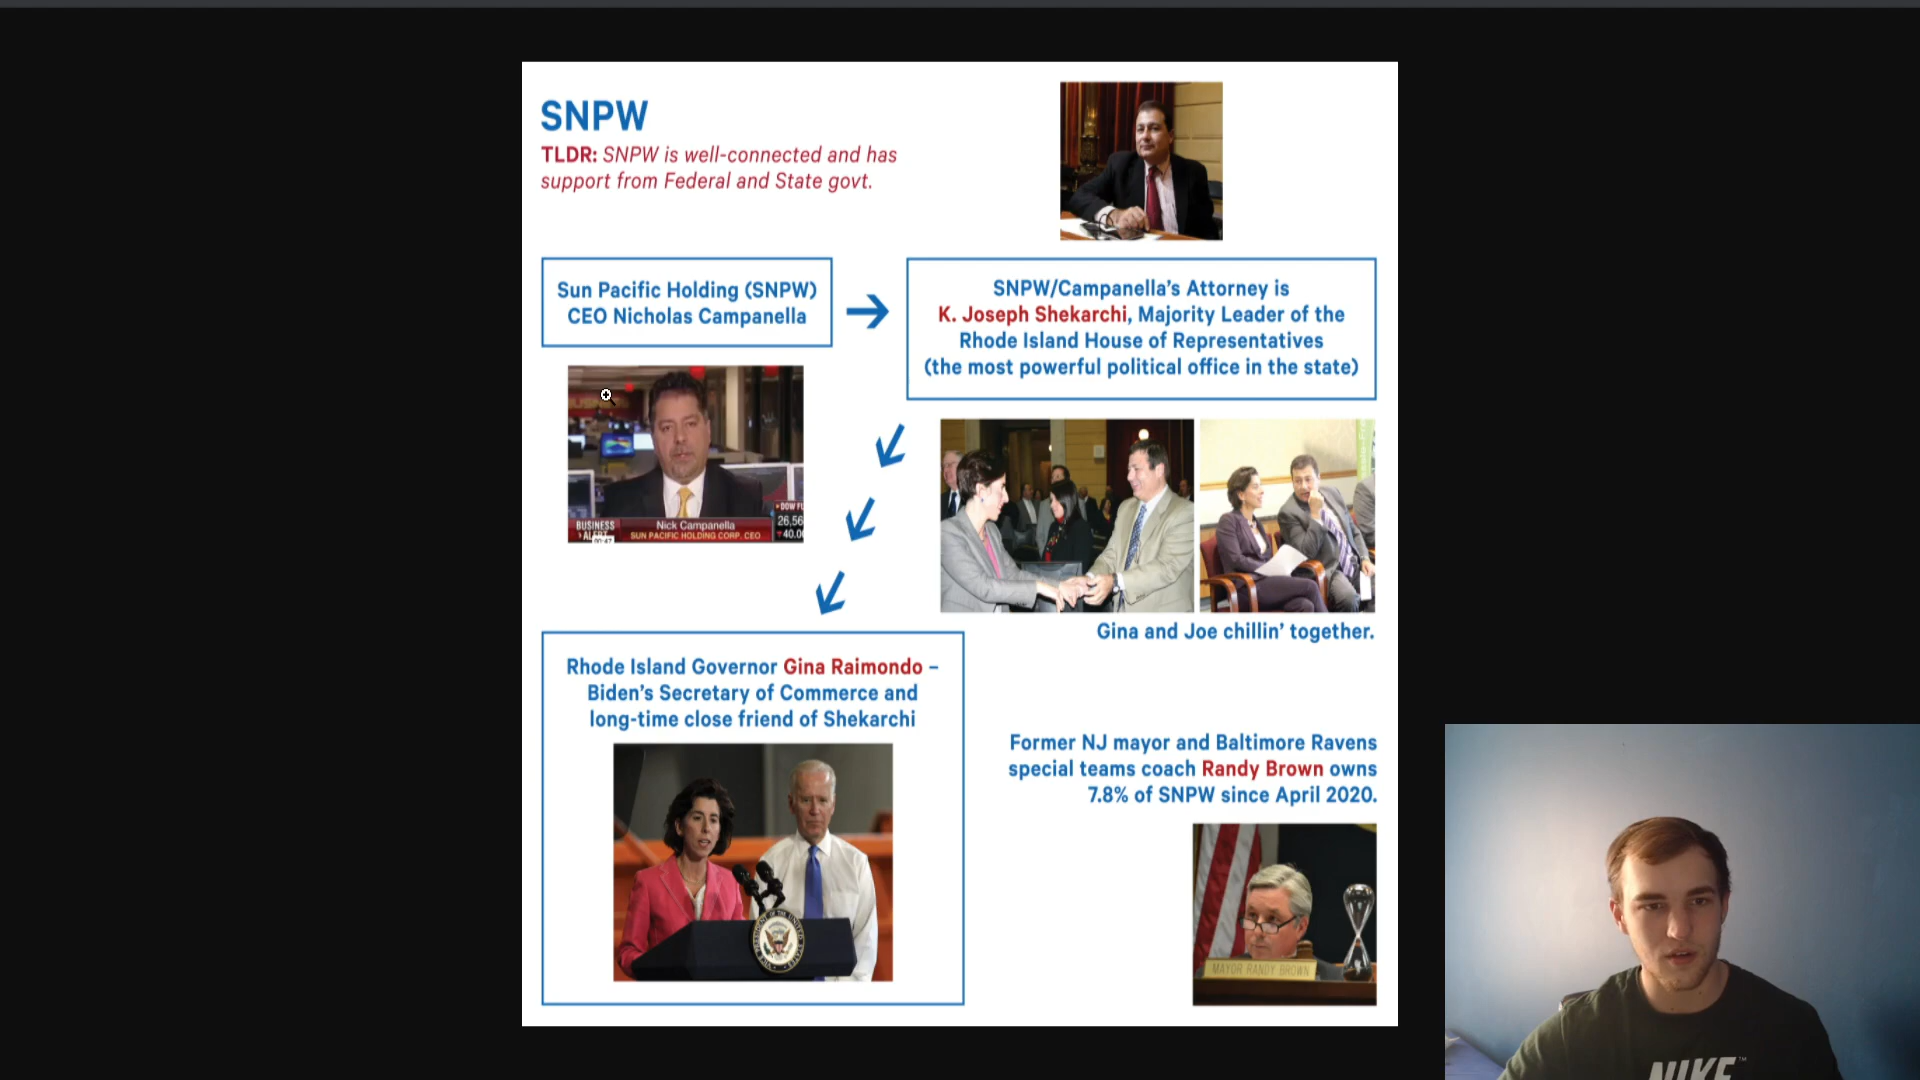 SNPW
TLDR: SNPW is well-connected and has
support from Federal and State govt.
Sun Pacific Holding (SNPW)
CEO Nicholas Campanella
SNPW/Campanella's Attorney is
K. Joseph Shekarchi, Majority Leader of the
Rhode Island House of Representatives
(the most powerful political office in the state)
BUSINESS
ALERT
Nick Campanella
SUN PACIFIC HOLDING CORP. CEO
26,56
Gina and Joe chillin' together.
Rhode Island Governor Gina Raimondo –
Biden's Secretary of Commerce and
long-time close friend of Shekarchi
Former NJ mayor and Baltimore Ravens
special teams coach Randy Brown owns
7.8% of SNPW since April 2020.
MAYOR RANDY BROWN
NIKE